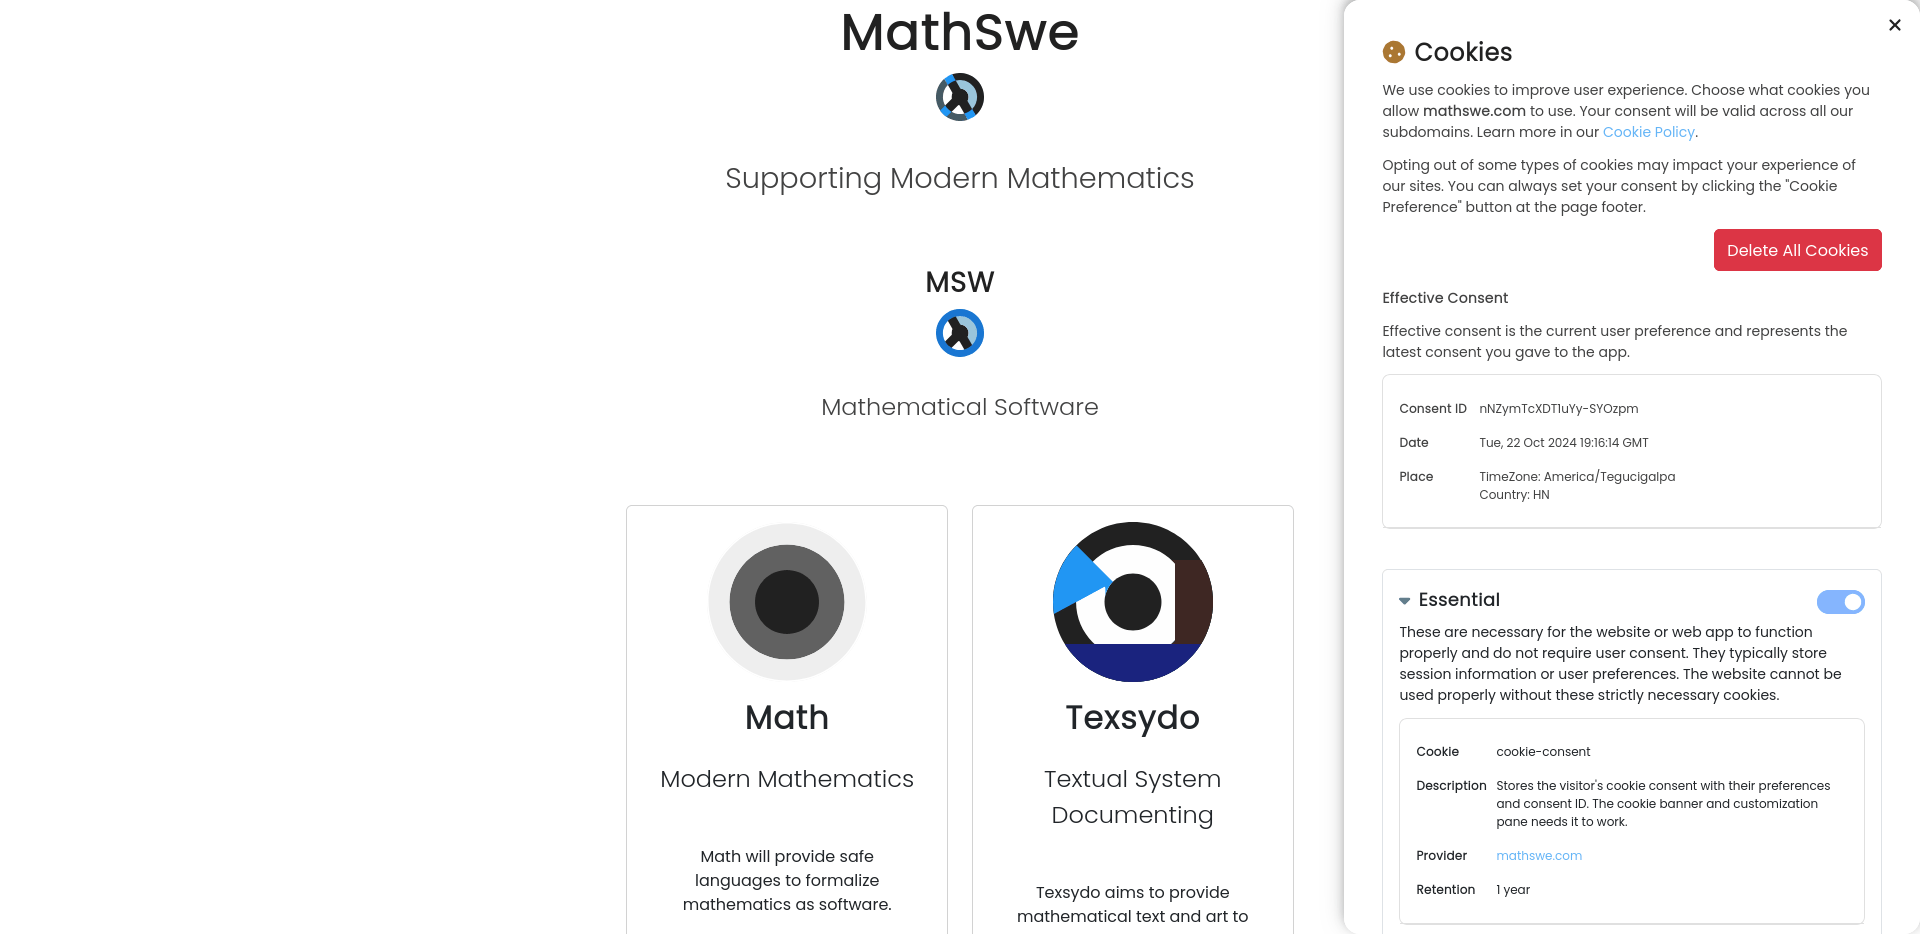 MathSwe
Supporting Modern Mathematics
MSW
Mathematical Software
Math
Modern Mathematics
Math will provide safe
languages to formalize
mathematics as software.
Texsydo
Textual System
Documenting
Texsydo aims to provide
mathematical text and art to
Cookies
We use cookies to improve user experience. Choose what cookies you
allow mathswe.com to use. Your consent will be valid across all our
subdomains. Learn more in our Cookie Policy.
Opting out of some types of cookies may impact your experience of
our sites. You can always set your consent by clicking the "Cookie
Preference" button at the page footer.
Delete All Cookies
Effective Consent
Effective consent is the current user preference and represents the
latest consent you gave to the app.
Consent ID nNZymTcXDT1uYy-SYOzpm
Date Tue, 22 Oct 2024 19:16:14 GMT
Place TimeZone: America/Tegucigalpa
Country: HN
Essential
These are necessary for the website or web app to function
properly and do not require user consent. They typically store
session information or user preferences. The website cannot be
used properly without these strictly necessary cookies.
Cookie cookie-consent
Description Stores the visitor's cookie consent with their preferences
and consent ID. The cookie banner and customization
pane needs it to work.
Provider mathswe.com
Retention 1 year